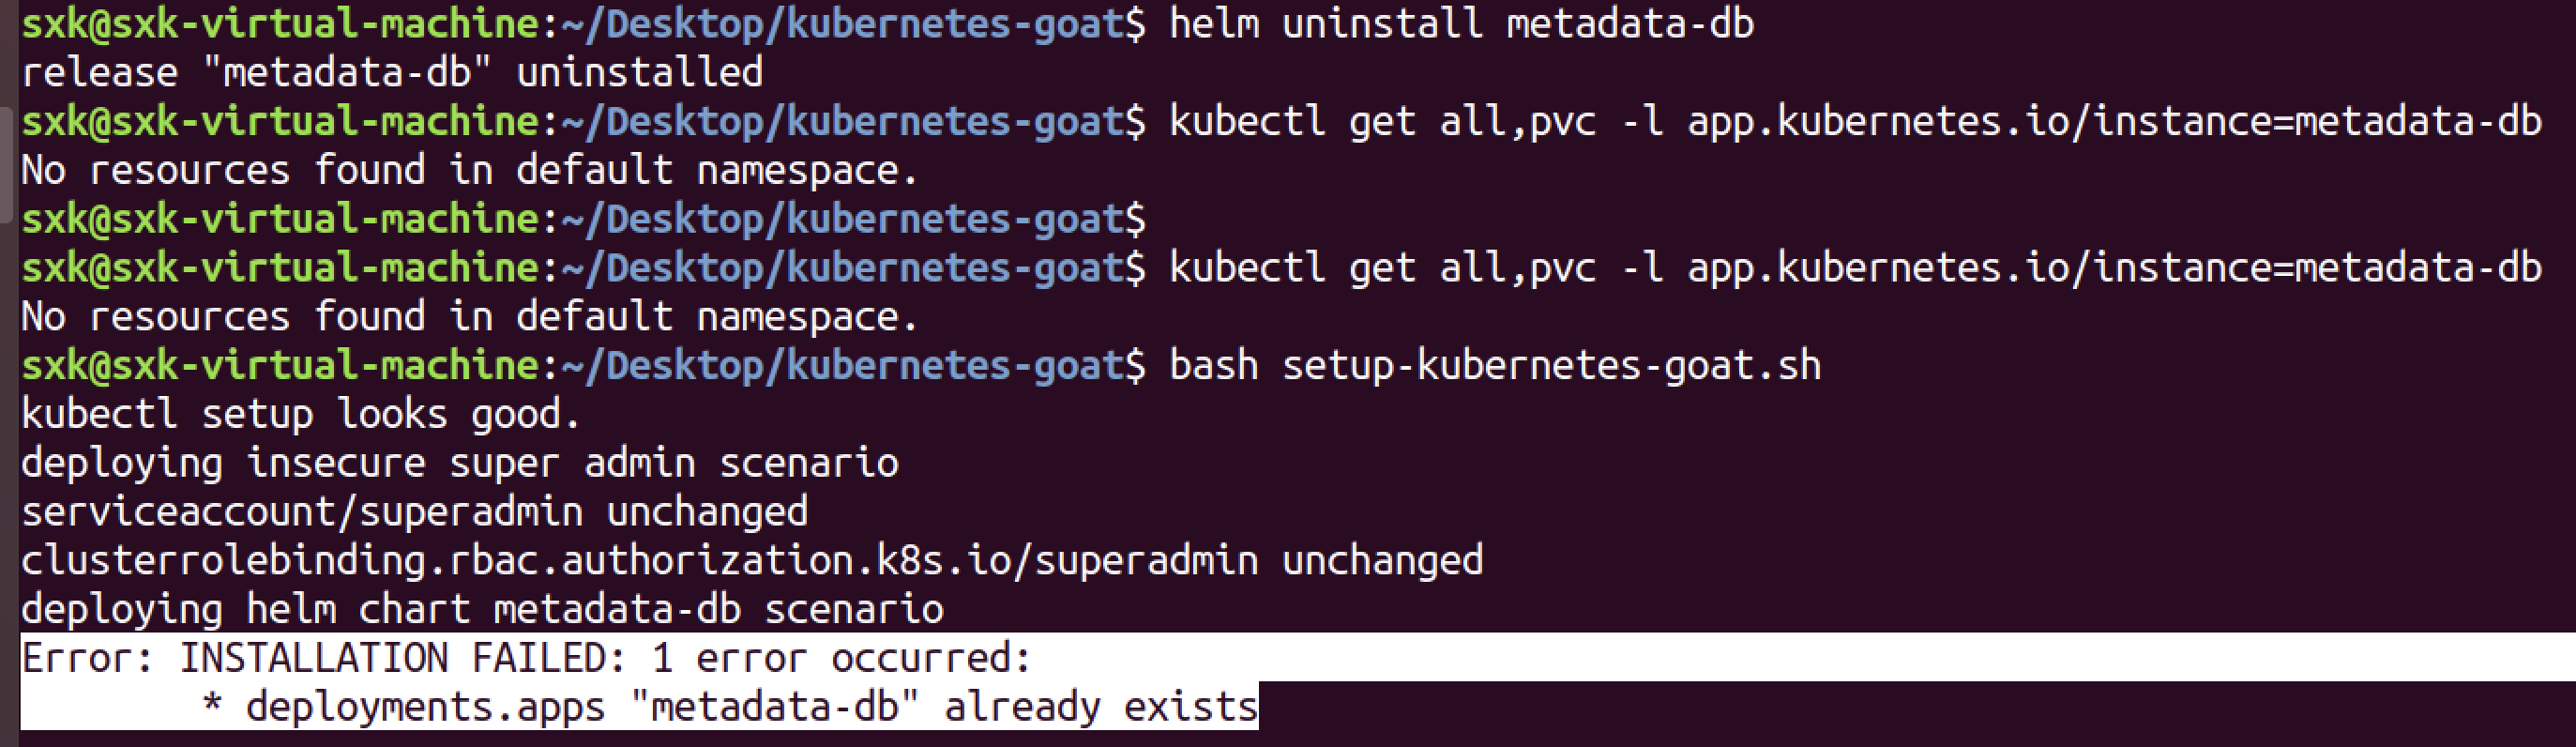 sxk@sxk-virtual-machine:~/Desktop/kubernetes-goat$ helm uninstall metadata-db
release "metadata-db" uninstalled
sxk@sxk-virtual-machine:~/Desktop/kubernetes-goat$ kubectl get all,pvc -l app.kubernetes.io/instance=metadata-db
No resources found in default namespace.
sxk@sxk-virtual-machine:~/Desktop/kubernetes-goat$
sxk@sxk-virtual-machine:~/Desktop/kubernetes-goat$ kubectl get all,pvc -l app.kubernetes.io/instance=metadata-db
No resources found in default namespace.
sxk@sxk-virtual-machine:~/Desktop/kubernetes-goat$ bash setup-kubernetes-goat.sh
kubectl setup looks good.
deploying insecure super admin scenario
serviceaccount/superadmin unchanged
clusterrolebinding.rbac.authorization.k8s.io/superadmin unchanged
deploying helm chart metadata-db scenario
Error: INSTALLATION FAILED: 1 error occurred:
        * deployments.apps "metadata-db" already exists